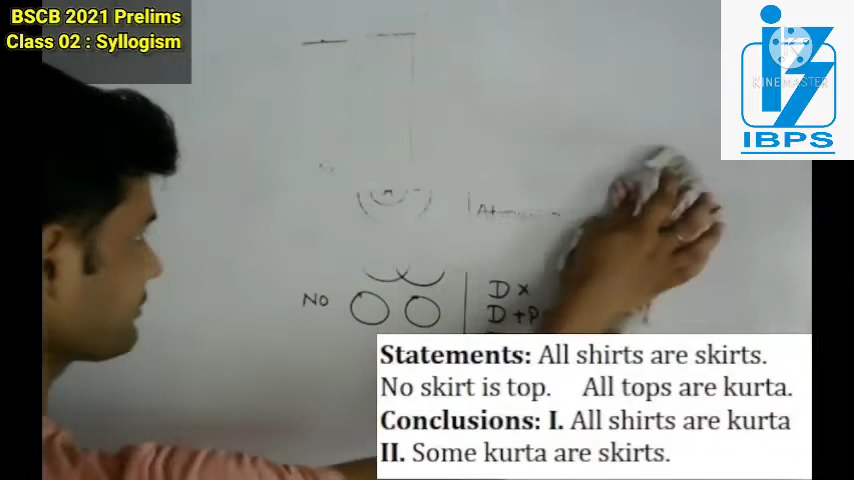 BSCB 2021 Prelims
Class 02 : Syllogism
KINEMASTER
IBPS
NO
D ×
D + P
Statements: All shirts are skirts.
No skirt is top. All tops are kurta.
Conclusions: I. All shirts are kurta
II. Some kurta are skirts.